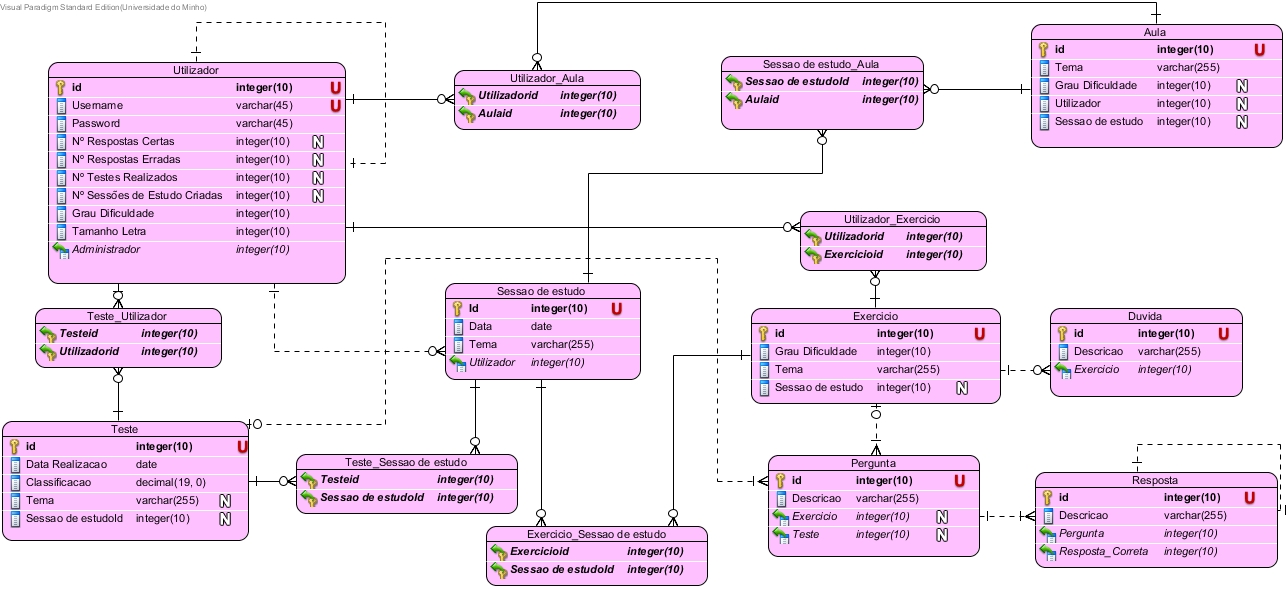 Visual Paradigm Standard Edition(Universidade do Minho)
Utilizador
id integer(10) U
Username varchar(45) U
Password varchar(45)
Nº Respostas Certas integer(10) N
Nº Respostas Erradas integer(10) N
Nº Testes Realizados integer(10) N
Nº Sessões de Estudo Criadas integer(10) N
Grau Dificuldade integer(10)
Tamanho Letra integer(10)
Administrador integer(10)
Utilizador_Aula
Utilizadorid integer(10)
Aulaid integer(10)
Sessao de estudo_Aula
Sessao de estudoId integer(10)
Aulaid integer(10)
Aula
id integer(10) U
Tema varchar(255)
Grau Dificuldade integer(10) N
Utilizador integer(10) N
Sessao de estudo integer(10) N
Utilizador_Exercicio
Utilizadorid integer(10)
Exercicioid integer(10)
Teste_Utilizador
Testeid integer(10)
Utilizadorid integer(10)
Sessao de estudo
Id integer(10) U
Data date
Tema varchar(255)
Utilizador integer(10)
Exercicio
id integer(10) U
Grau Dificuldade integer(10)
Tema varchar(255)
Sessao de estudo integer(10) N
Duvida
id integer(10) U
Descricao varchar(255)
Exercicio integer(10)
Teste
id integer(10) U
Data Realizacao date
Classificacao decimal(19, 0)
Tema varchar(255) N
Sessao de estudoId integer(10) N
Teste_Sessao de estudo
Testeid integer(10)
Sessao de estudoId integer(10)
Exercicio_Sessao de estudo
Exercicioid integer(10)
Sessao de estudoId integer(10)
Pergunta
id integer(10) U
Descricao varchar(255)
Exercicio integer(10) N
Teste integer(10) N
Resposta
id integer(10) U
Descricao varchar(255)
Pergunta integer(10)
Resposta_Correta integer(10)